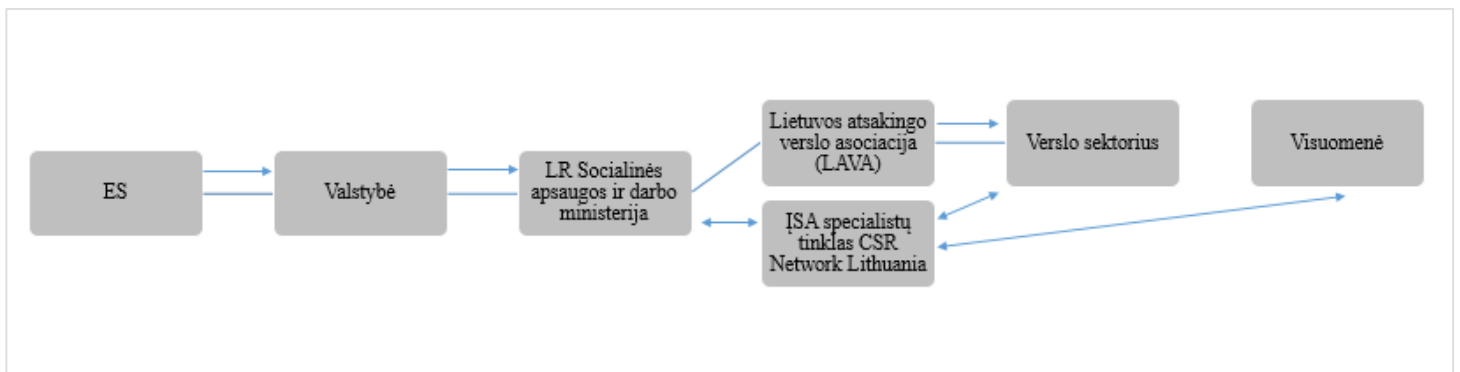 ES
Valstybė
LR Socialinės
apsaugos ir darbo
ministerija
Lietuvos atsakingo
verslo asociacija
(LAVA)
ĮSA specialistų
tinklas CSR
Network Lithuania
Verslo sektorius
Visuomenė